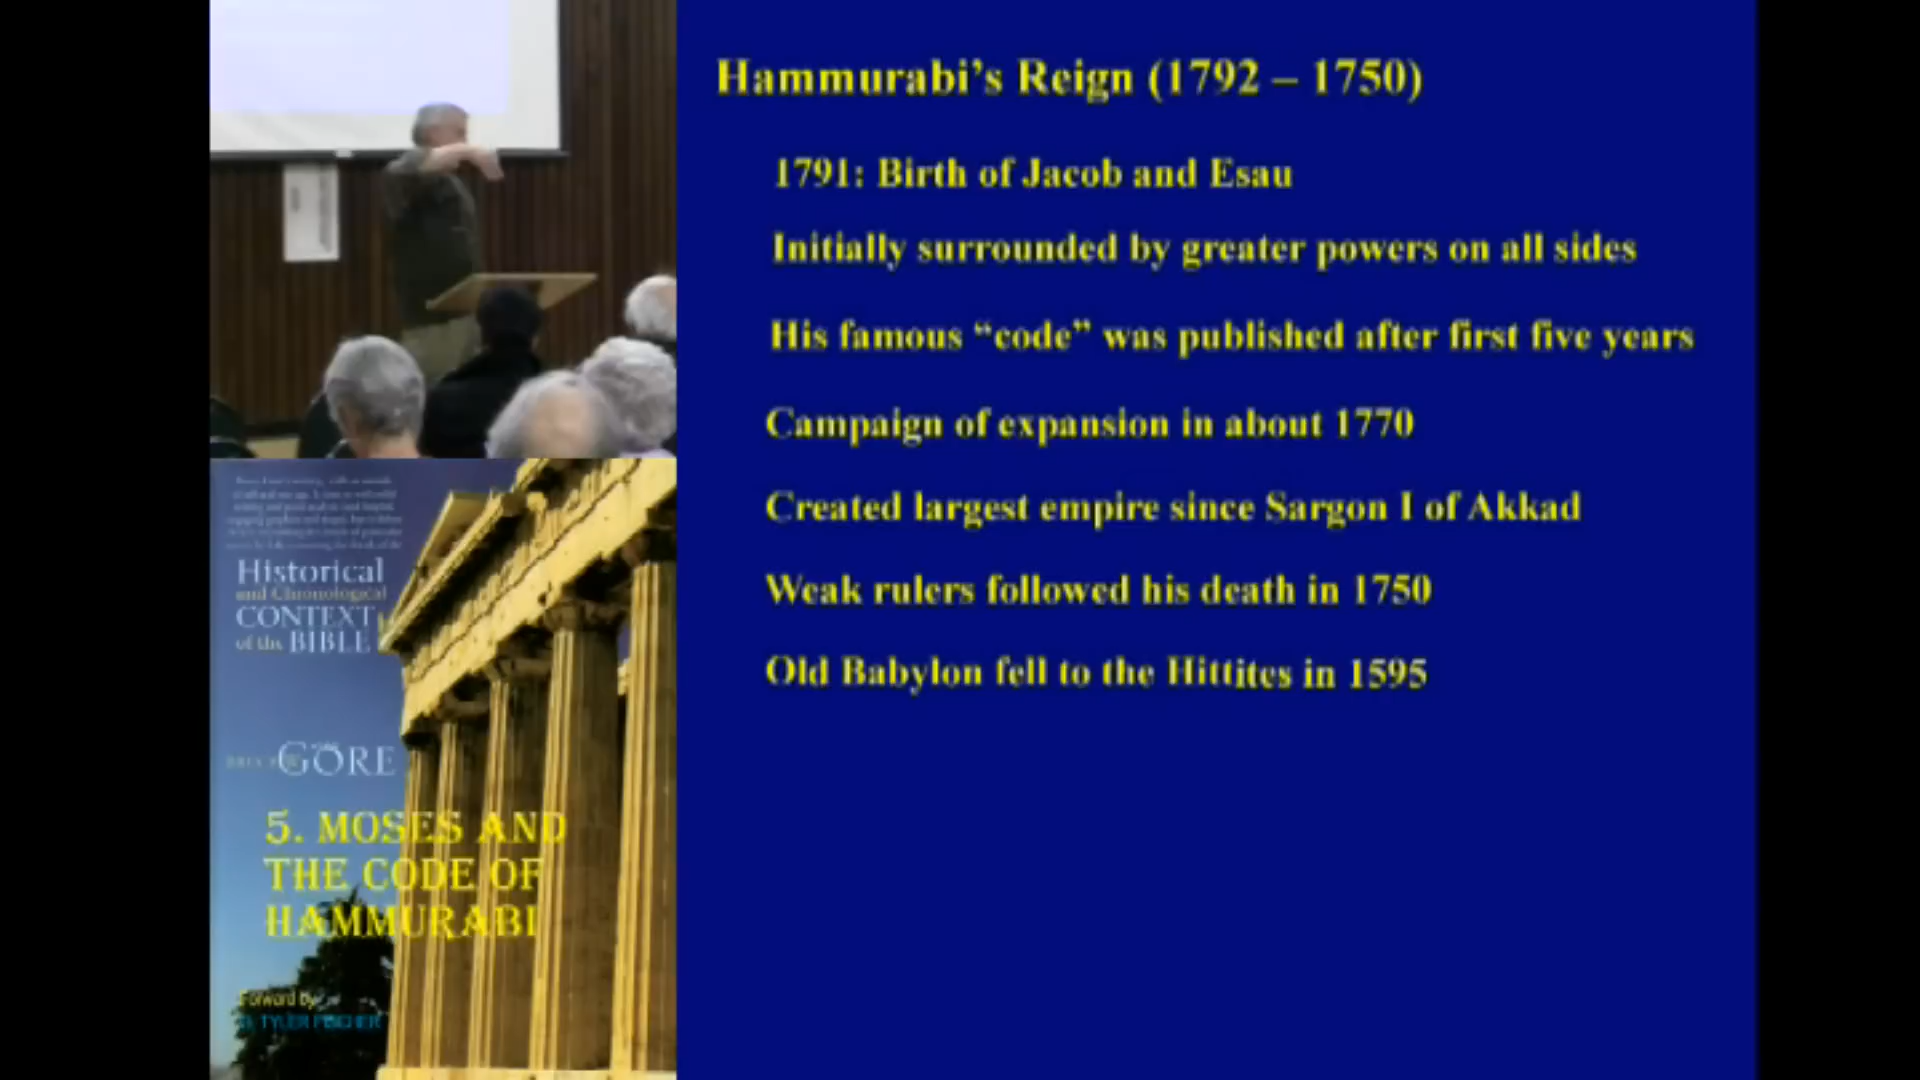 Hammurabi’s Reign (1792 – 1750)
1791: Birth of Jacob and Esau
Initially surrounded by greater powers on all sides
His famous “code” was published after first five years
Campaign of expansion in about 1770
Created largest empire since Sargon I of Akkad
Weak rulers followed his death in 1750
Old Babylon fell to the Hittites in 1595
Historical
and Chronological
CONTEXT
of the BIBLE
GORE
5. MOSES AND
THE CODE OF
HAMMURABI
Forward by
TYLER FISCHER